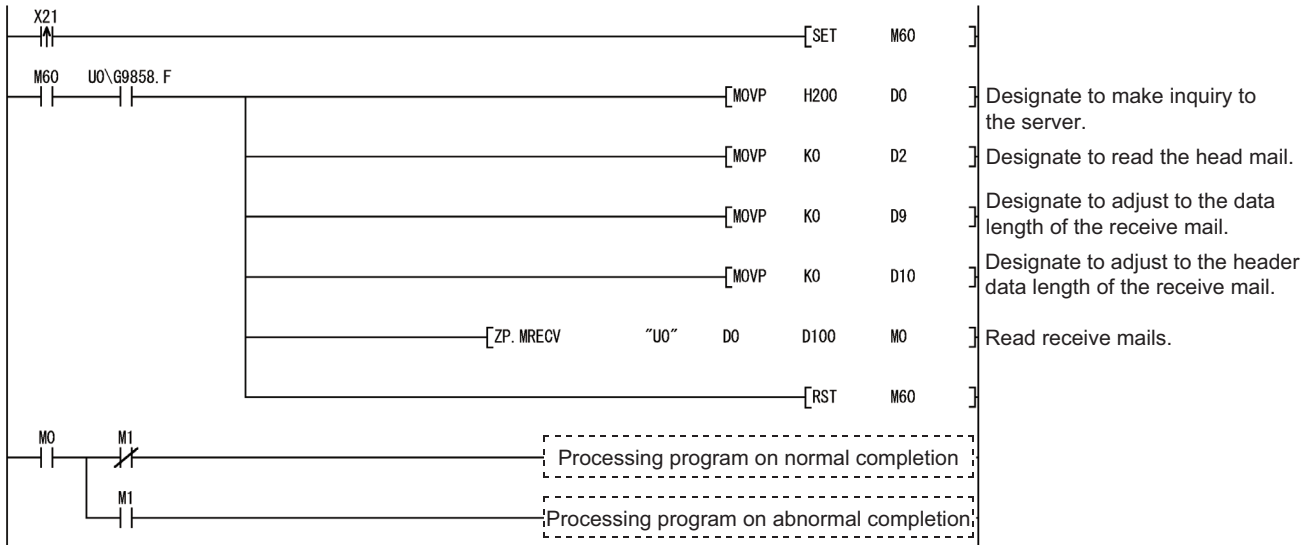 X21
SET M60
M60 U0\G9858.F
MOVP H200 D0 Designate to make inquiry to
the server.
MOVP K0 D2 Designate to read the head mail.
MOVP K0 D9 Designate to adjust to the data
length of the receive mail.
MOVP K0 D10 Designate to adjust to the header
data length of the receive mail.
ZP.MRECV "U0" D0 D100 M0 Read receive mails.
RST M60
M0 M1
Processing program on normal completion
M1
Processing program on abnormal completion